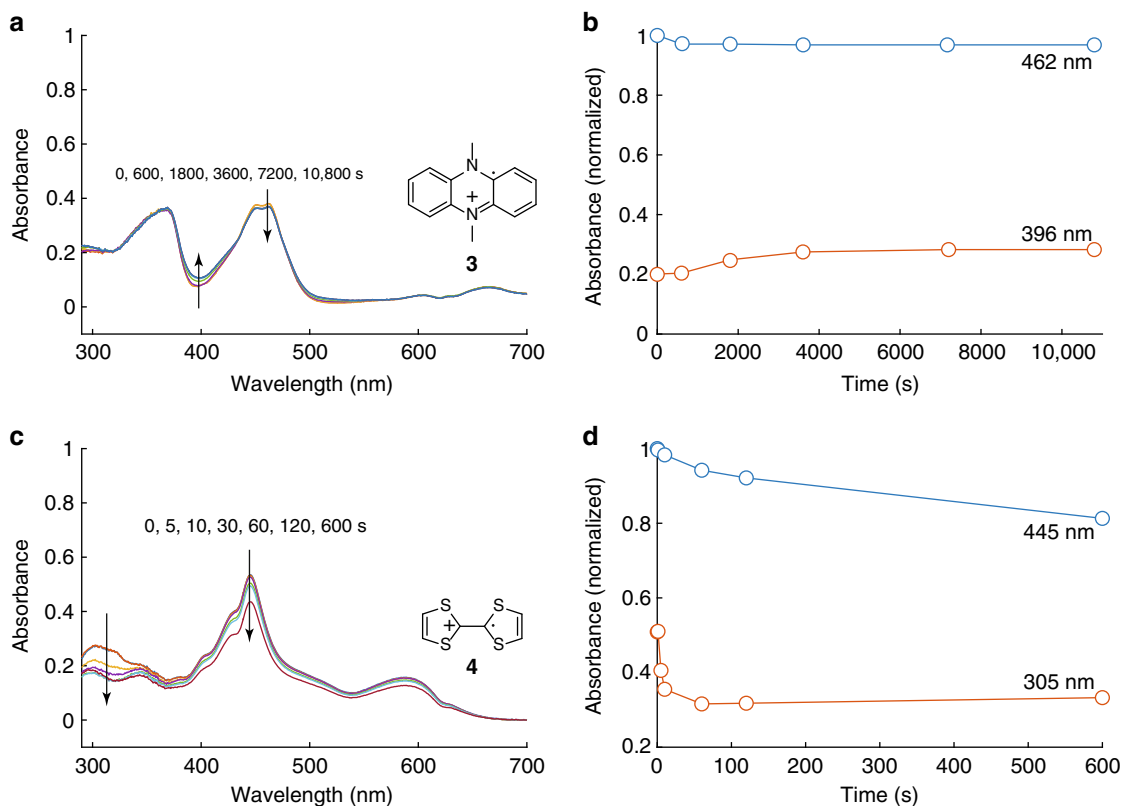 a
1
0.8
0.6
0.4
0.2
0
Absorbance
0, 600, 1800, 3600, 7200, 10,800 s
N
+
N
3
300 400 500 600 700
Wavelength (nm)
b
1
0.8
0.6
0.4
0.2
0
Absorbance (normalized)
462 nm
396 nm
0 2000 4000 6000 8000 10,000
Time (s)
c
1
0.8
0.6
0.4
0.2
0
Absorbance
0, 5, 10, 30, 60, 120, 600 s
S S
+
S S
4
300 400 500 600 700
Wavelength (nm)
d
1
0.8
0.6
0.4
0.2
Absorbance (normalized)
445 nm
305 nm
0 100 200 300 400 500 600
Time (s)